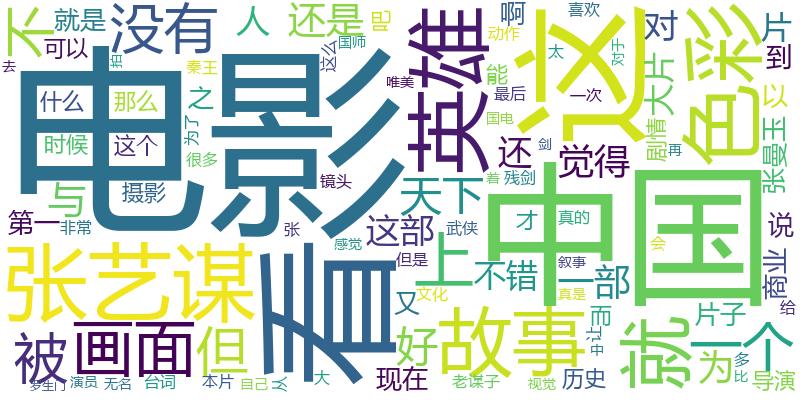 不
就是
没有
人
还是
吧
英雄
啊
动作
喜欢
这
对
色彩
片
到
可以
国师
这么
拍
去
秦王
之
能
太
对于
大片
以
什么
那么
为了
唯美
最后
一次
国电
剧情
张曼玉
时候
这个
很多
电影
还
剑
觉得
再
与
摄影
镜头
天下
着
残剑
才
真的
中国
第一
非常
张
感觉
这部
但是
武侠
上
不错
叙事
一部
会
说
商业
张艺谋
看
文化
又
真是
而
让
片子
给
被
画面
但
好
故事
中
就
一个
为
多
比
导演
罗生门
演员
无名
台词
本片
自己
从
大
现在
老谋子
视觉
历史